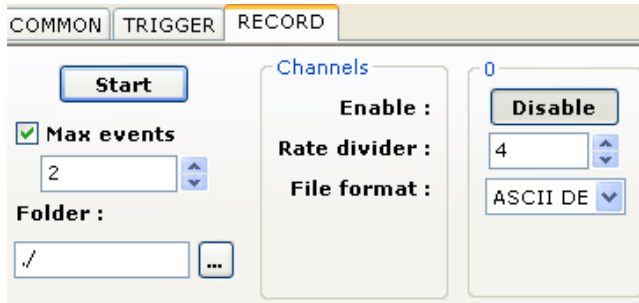 COMMON TRIGGER RECORD
Start
Max events
2
Folder :
./
...
Channels
Enable :
Rate divider :
File format :
0
Disable
4
ASCII DE